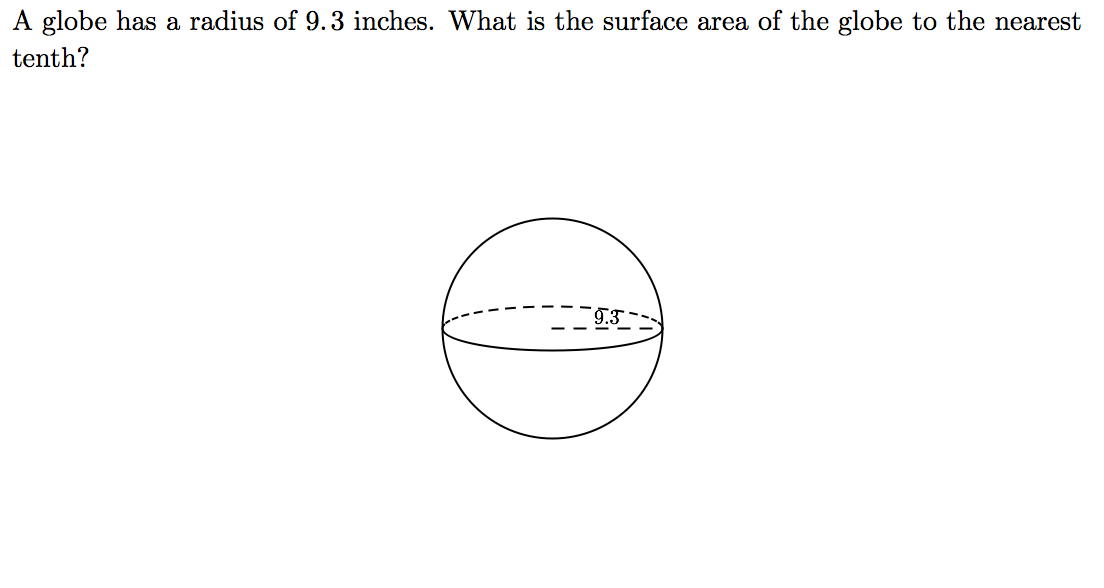 A globe has a radius of 9.3 inches. What is the surface area of the globe to the nearest
tenth?
9.3